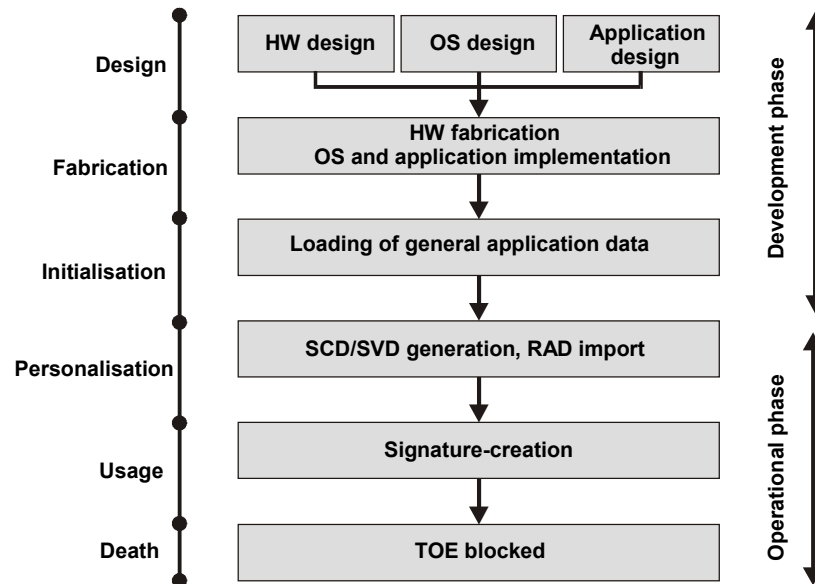 Design
HW design
OS design
Application
design
Fabrication
HW fabrication
OS and application implementation
Initialisation
Loading of general application data
Development phase
Personalisation
SCD/SVD generation, RAD import
Usage
Signature-creation
Death
TOE blocked
Operational phase